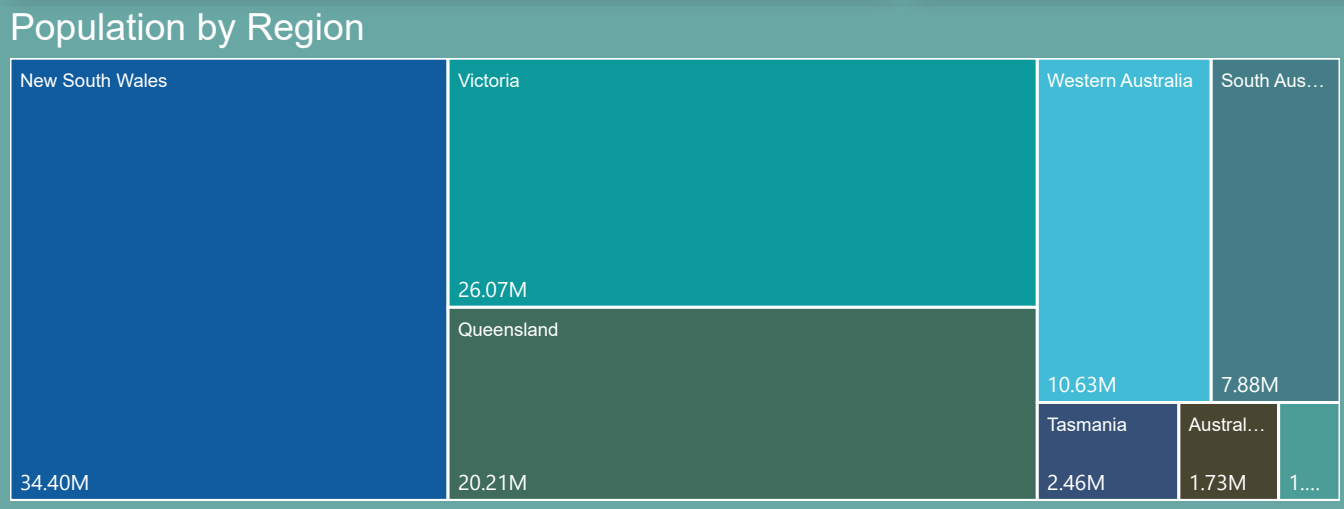 Population by Region
New South Wales
34.40M
Victoria
26.07M
Queensland
20.21M
Western Australia
10.63M
South Aus...
7.88M
Tasmania
2.46M
Austral...
1.73M
1....